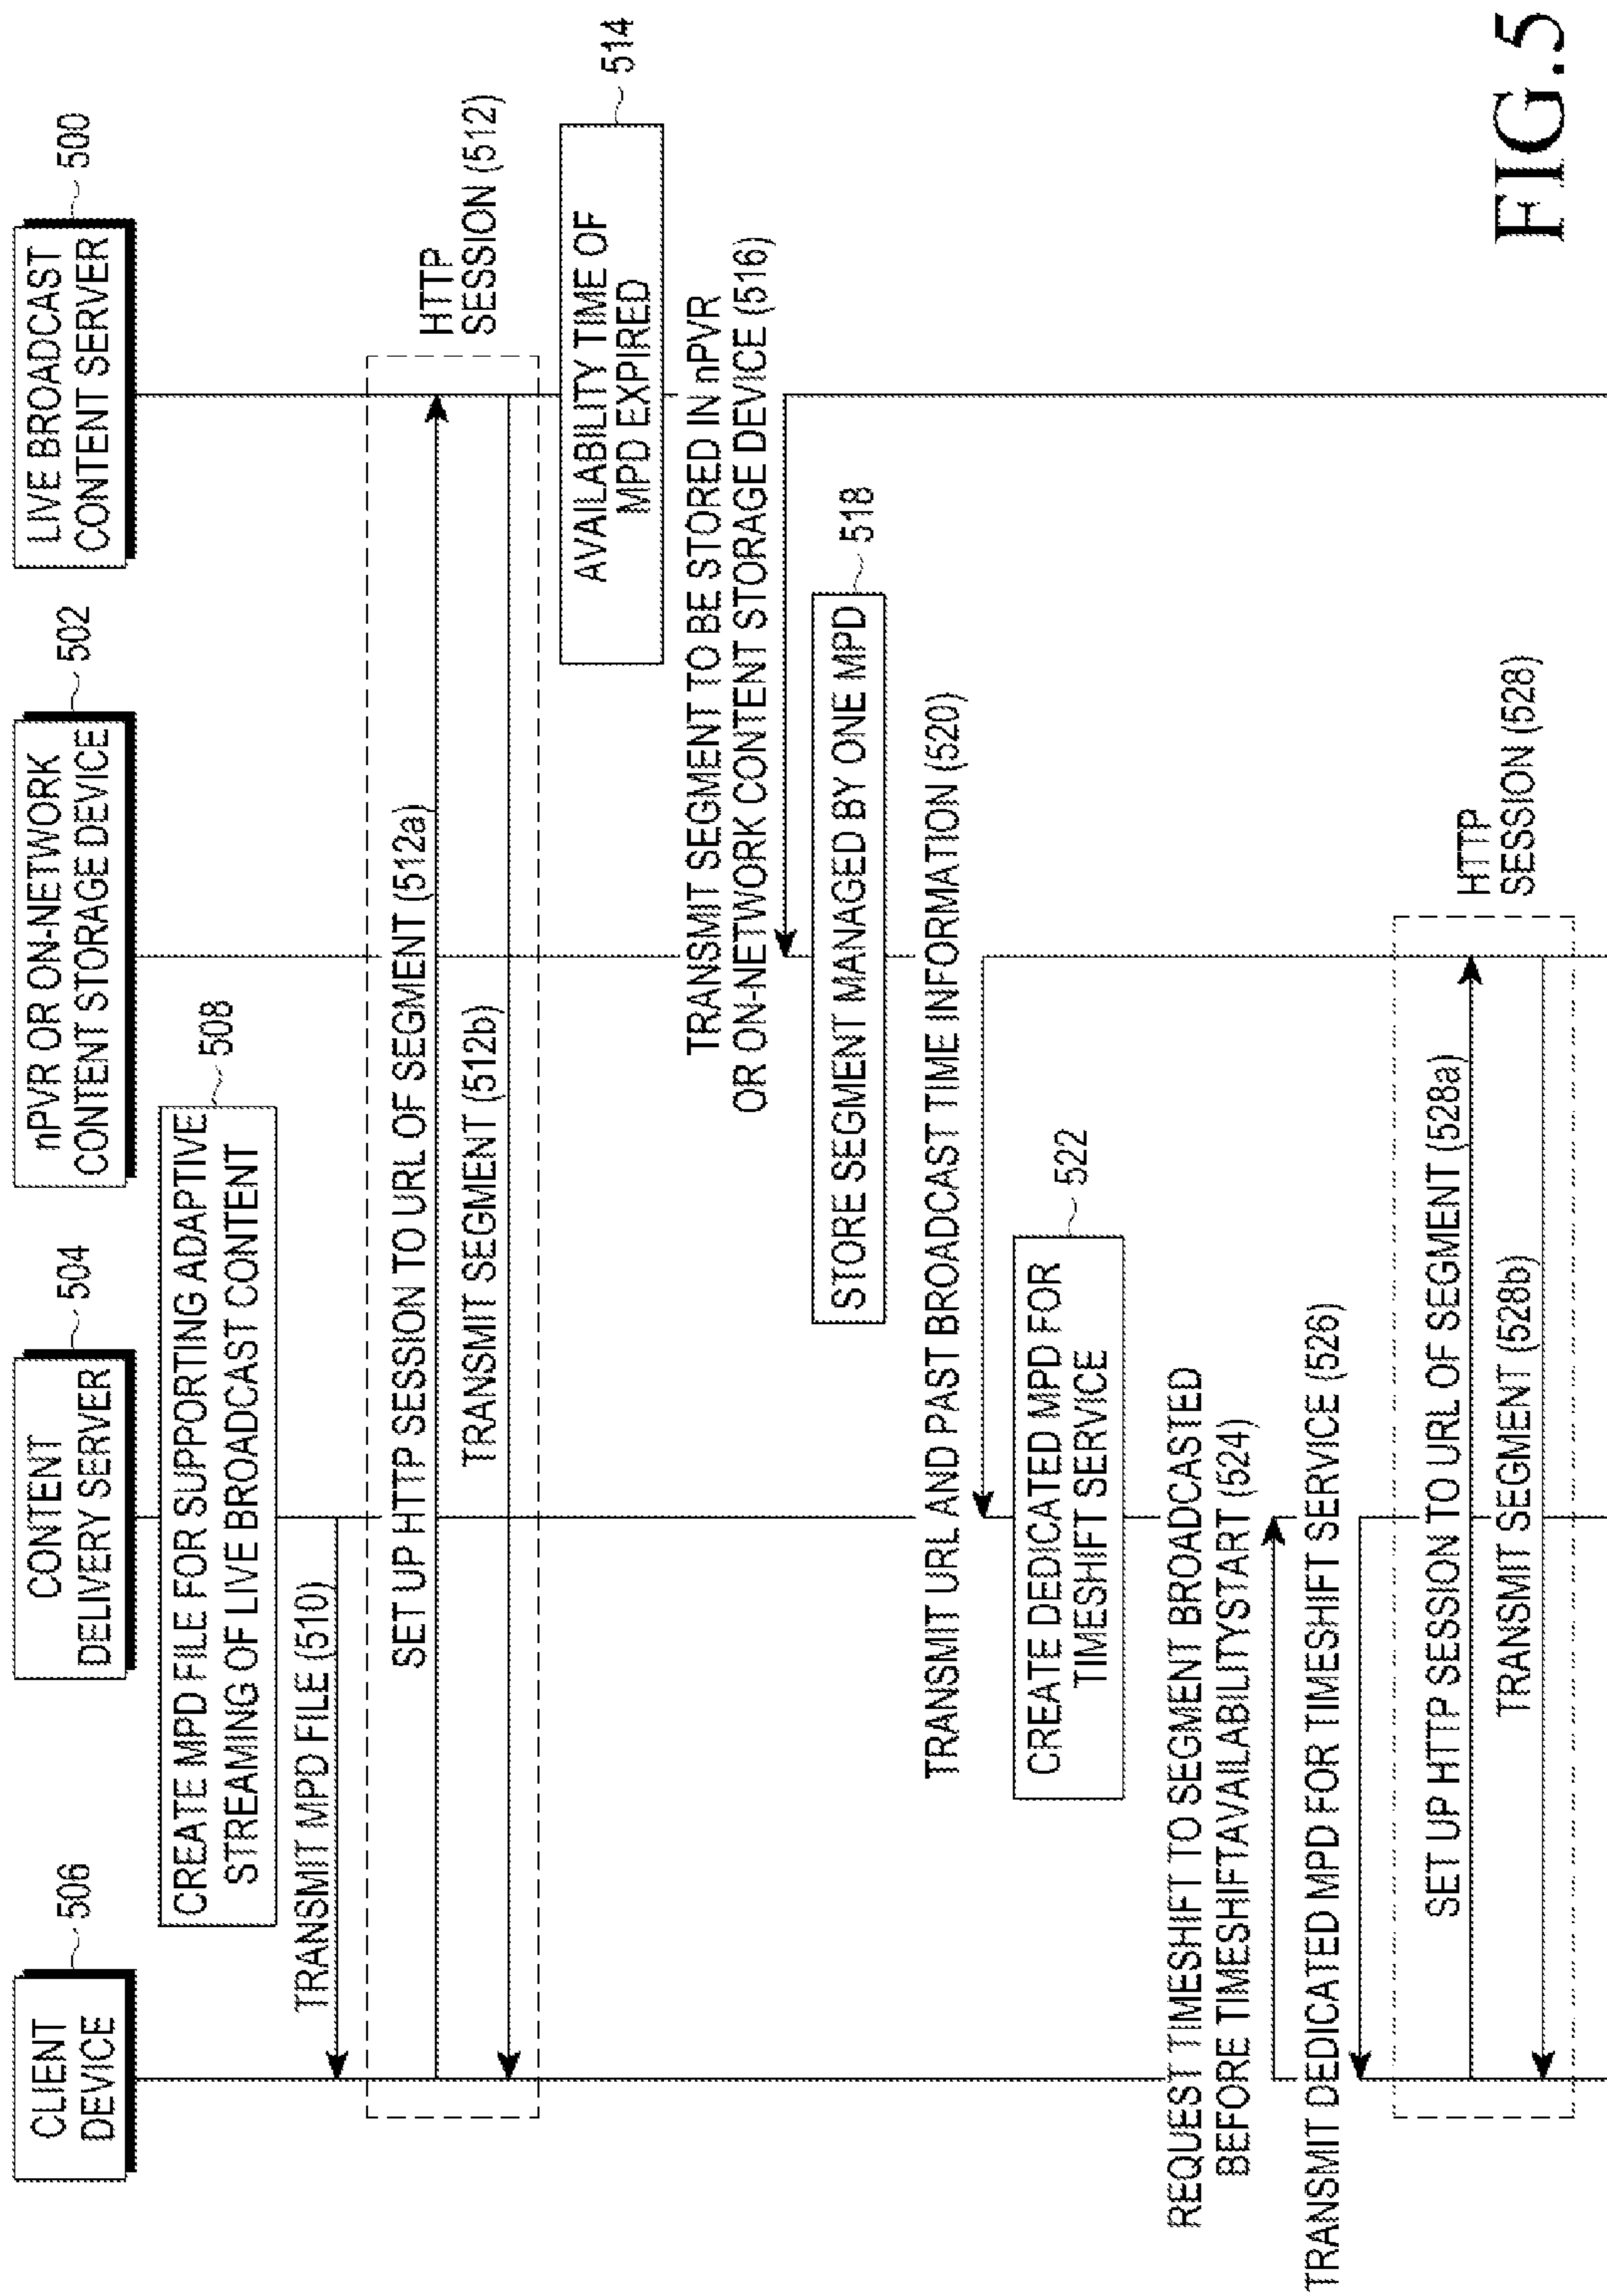 CLIENT
DEVICE
506
CONTENT
DELIVERY SERVER
504
nPVR OR ON-NETWORK
CONTENT STORAGE DEVICE
502
LIVE BROADCAST
CONTENT SERVER
500
CREATE MPD FILE FOR SUPPORTING ADAPTIVE
STREAMING OF LIVE BROADCAST CONTENT
508
TRANSMIT MPD FILE (510)
HTTP
SESSION (512)
SET UP HTTP SESSION TO URL OF SEGMENT (512a)
TRANSMIT SEGMENT (512b)
AVAILABILITY TIME OF
MPD EXPIRED
514
TRANSMIT SEGMENT TO BE STORED IN nPVR
OR ON-NETWORK CONTENT STORAGE DEVICE (516)
STORE SEGMENT MANAGED BY ONE MPD
518
TRANSMIT URL AND PAST BROADCAST TIME INFORMATION (520)
CREATE DEDICATED MPD FOR
TIMESHIFT SERVICE
522
REQUEST TIMESHIFT TO SEGMENT BROADCASTED
BEFORE TIMESHIFTAVAILABILITYSTART (524)
TRANSMIT DEDICATED MPD FOR TIMESHIFT SERVICE (526)
HTTP
SESSION (528)
SET UP HTTP SESSION TO URL OF SEGMENT (528a)
TRANSMIT SEGMENT (528b)
FIG.5